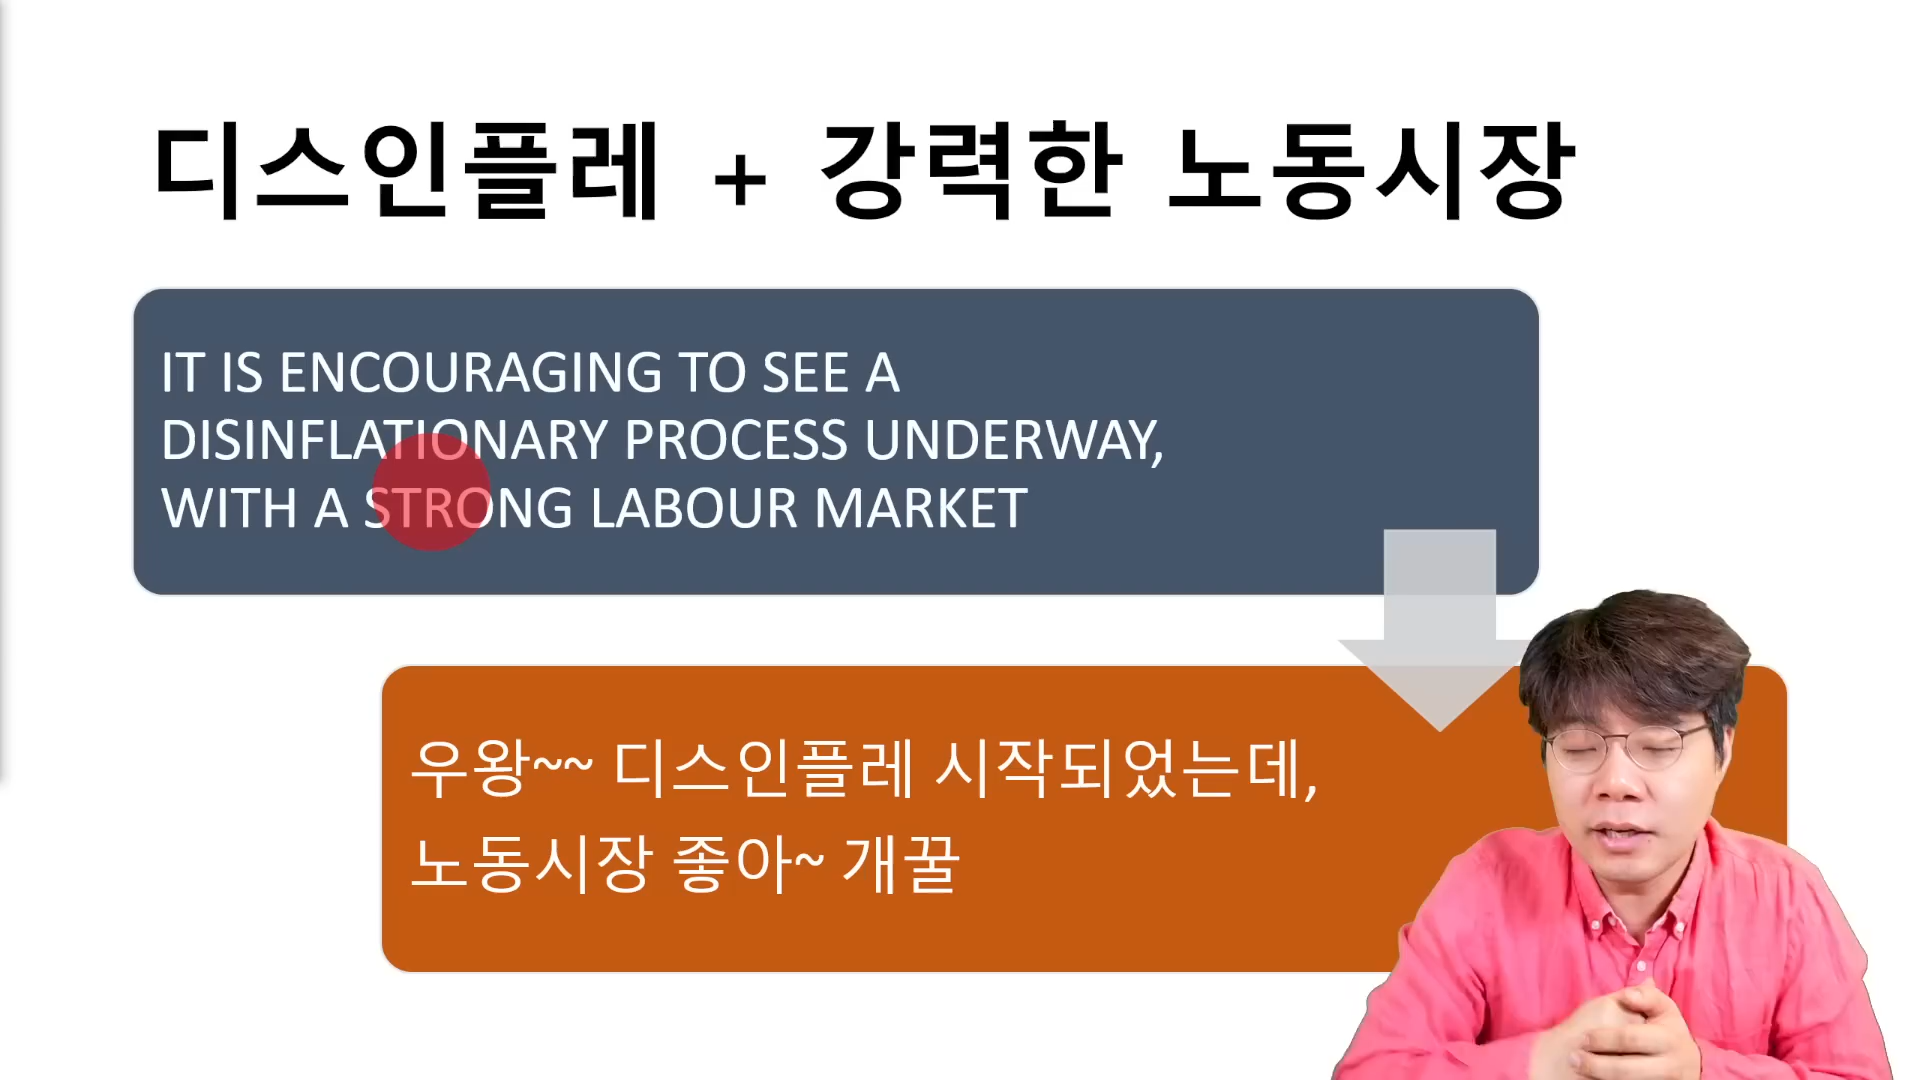 디스인플레 + 강력한 노동시장
IT IS ENCOURAGING TO SEE A
DISINFLATIONARY PROCESS UNDERWAY,
WITH A STRONG LABOUR MARKET
우왕~~ 디스인플레 시작되었는데,
노동시장 좋아~ 개꿀